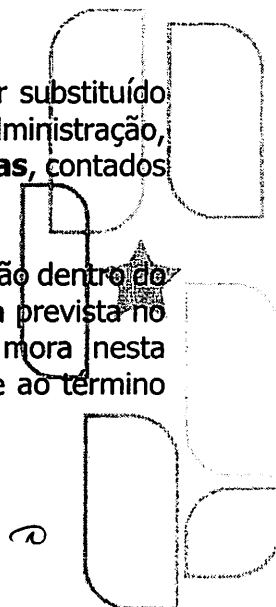 r substituído
dministração,
as, contados
ão dentro do
a prevista no
mora nesta
e ao término